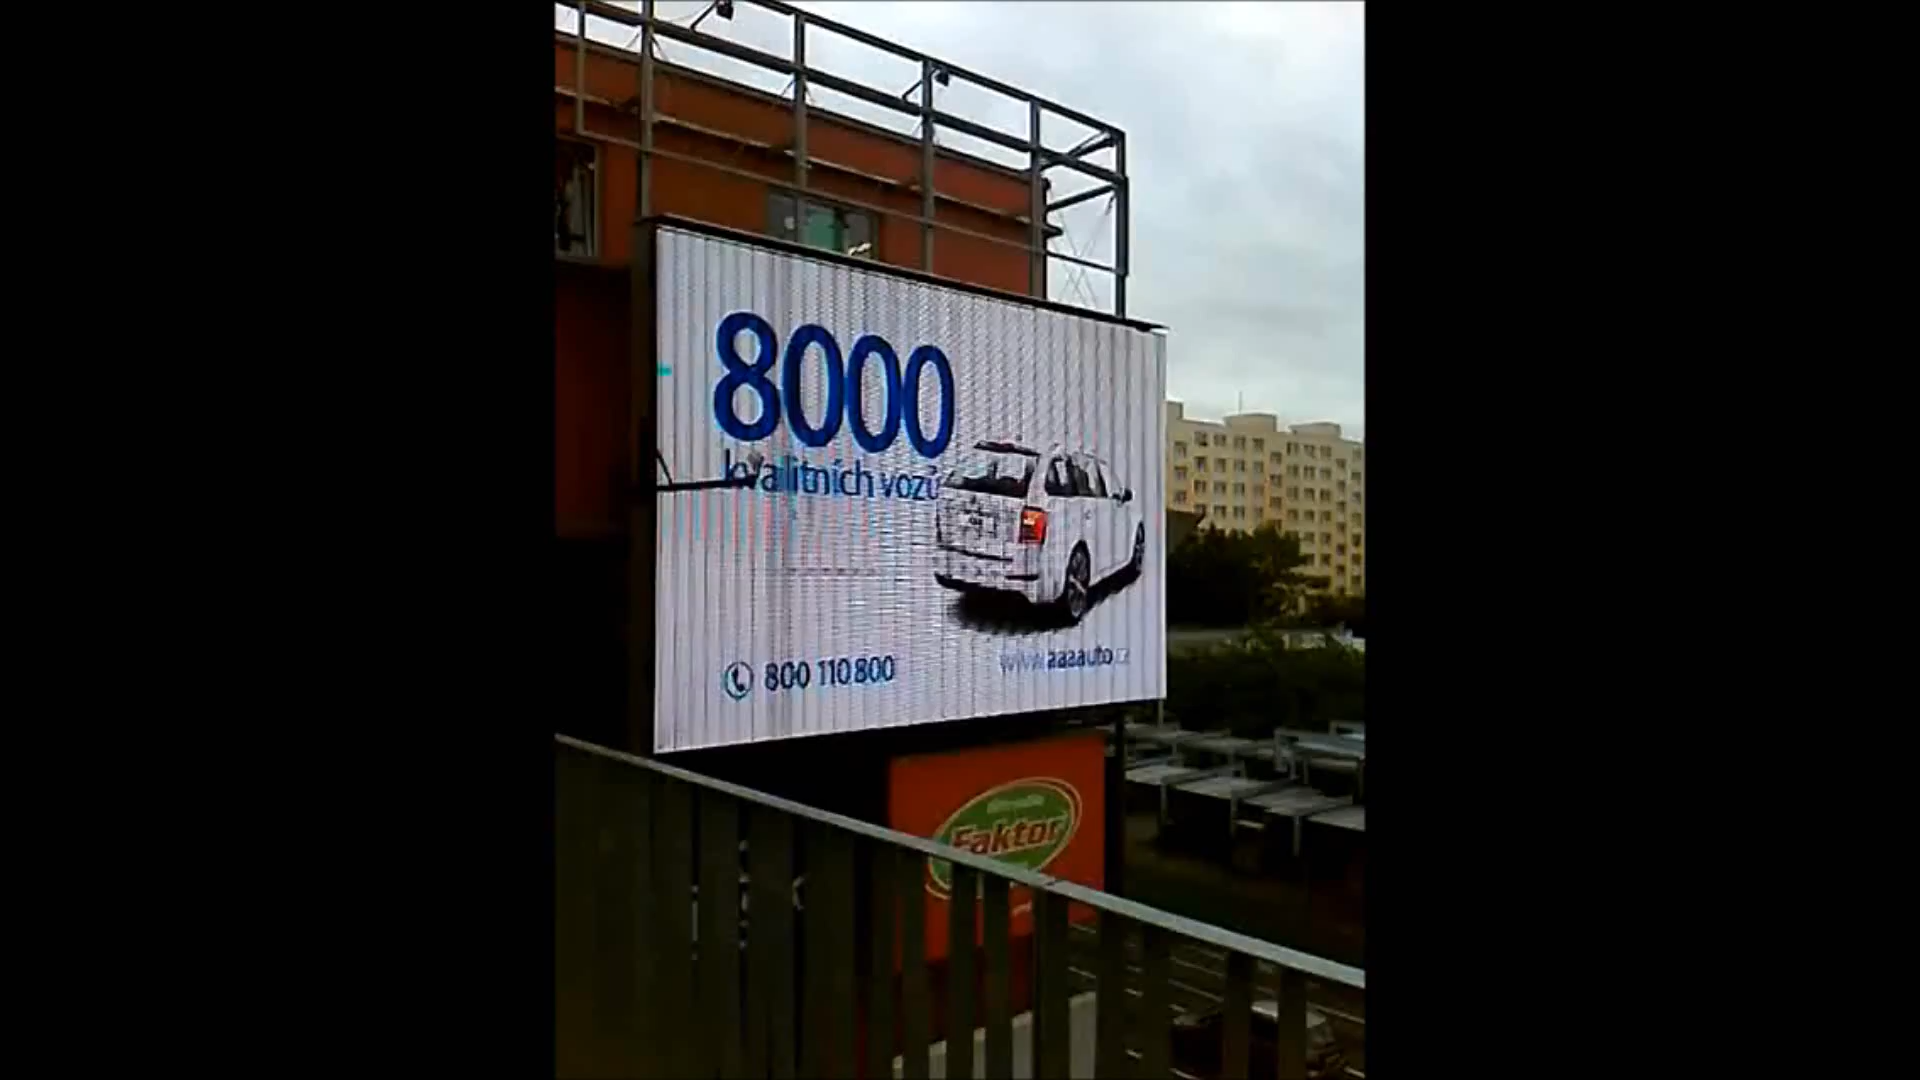 8000
kvalitních vozů
800 110 800
www.aaaauto.cz
Faktor